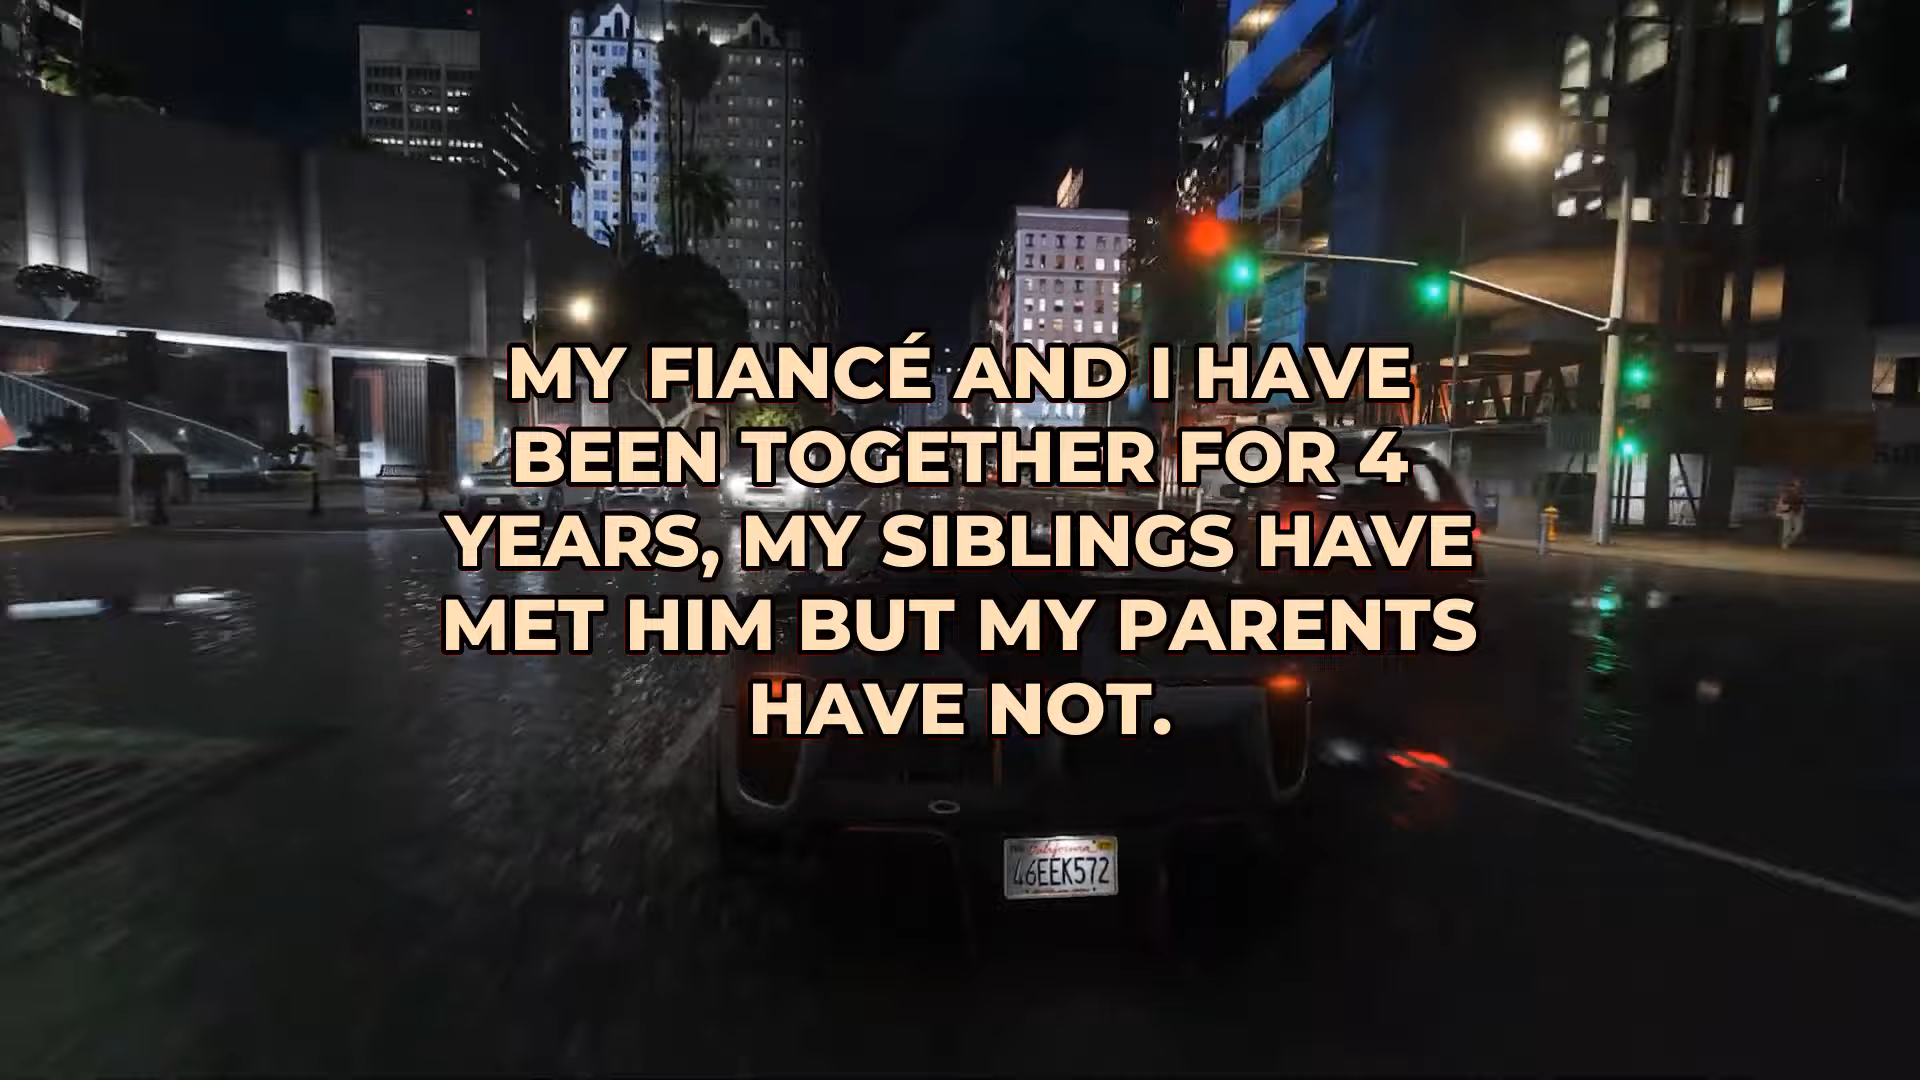 MY FIANCÉ AND I HAVE
BEEN TOGETHER FOR 4
YEARS, MY SIBLINGS HAVE
MET HIM BUT MY PARENTS
HAVE NOT.
California
46EEK572